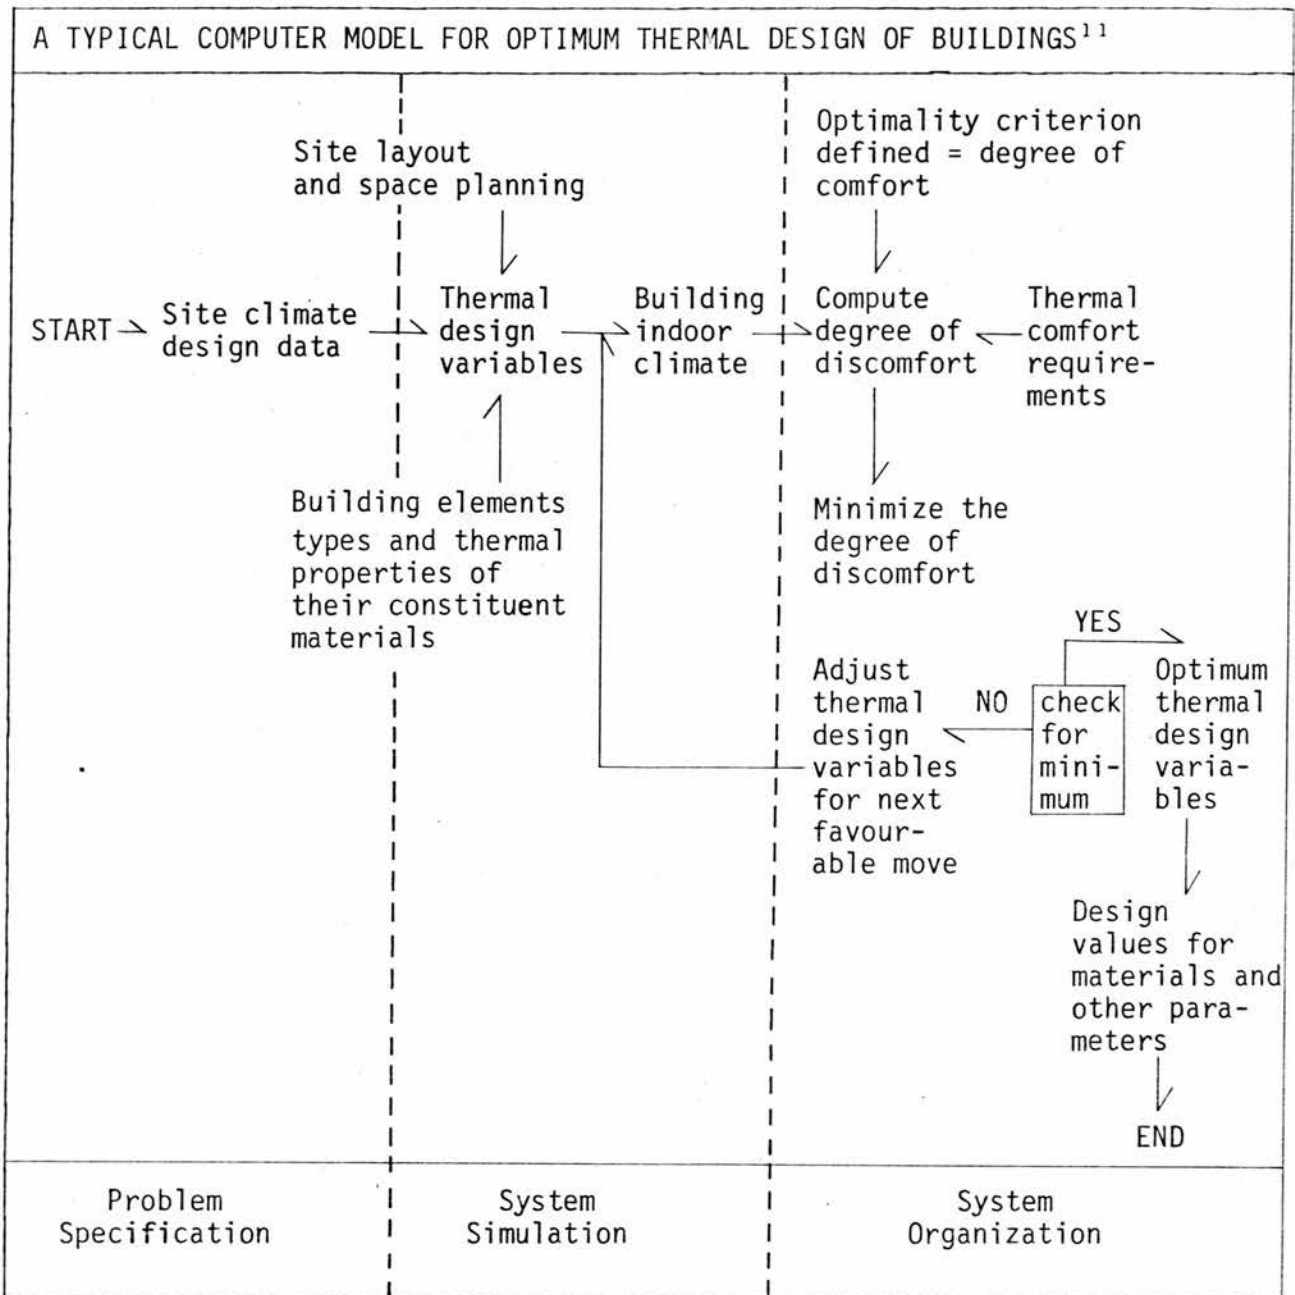 A TYPICAL COMPUTER MODEL FOR OPTIMUM THERMAL DESIGN OF BUILDINGS¹¹
Site layout
and space planning
Optimality criterion
defined = degree of
comfort
START
Site climate
design data
Thermal
design
variables
Building
indoor
climate
Compute
degree of
discomfort
Thermal
comfort
require-
ments
Building elements
types and thermal
properties of
their constituent
materials
Minimize the
degree of
discomfort
YES
Adjust
thermal
design
variables
for next
favour-
able move
NO
check
for
mini-
mum
Optimum
thermal
design
varia-
bles
Design
values for
materials and
other para-
meters
END
Problem
Specification
System
Simulation
System
Organization